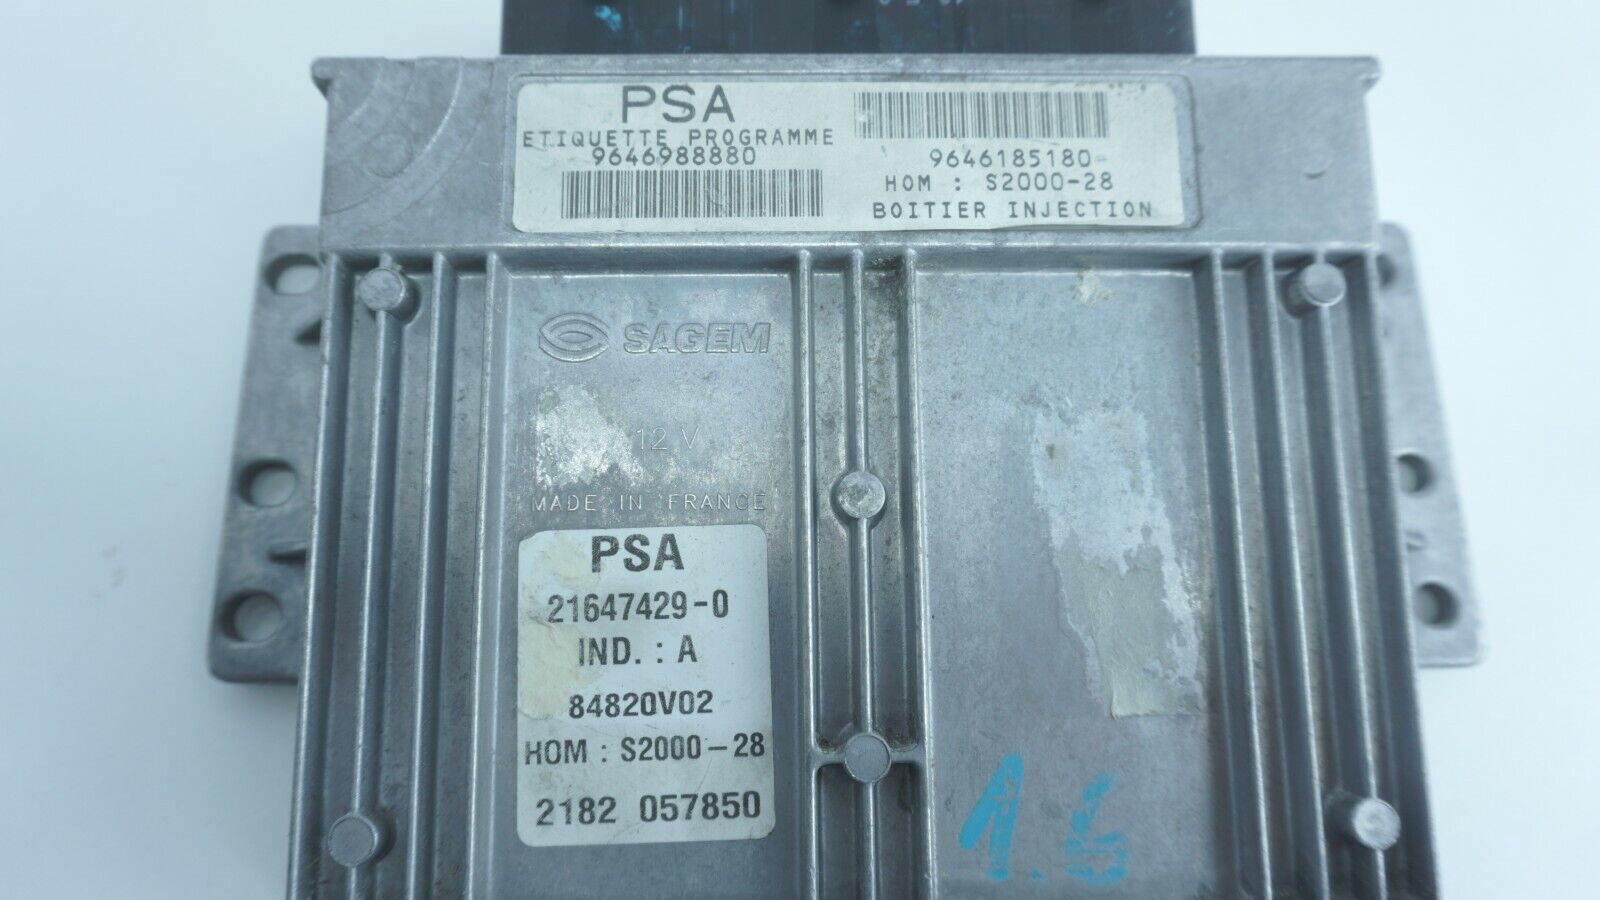 PSA
ETIQUETTE PROGRAMME
9646988880
9646185180-
HOM : S2000-28
BOITIER INJECTION
SAGEM
12 V
MADE IN FRANCE
PSA
21647429-0
IND. : A
84820V02
HOM : S2000-28
2182 057850
1.6